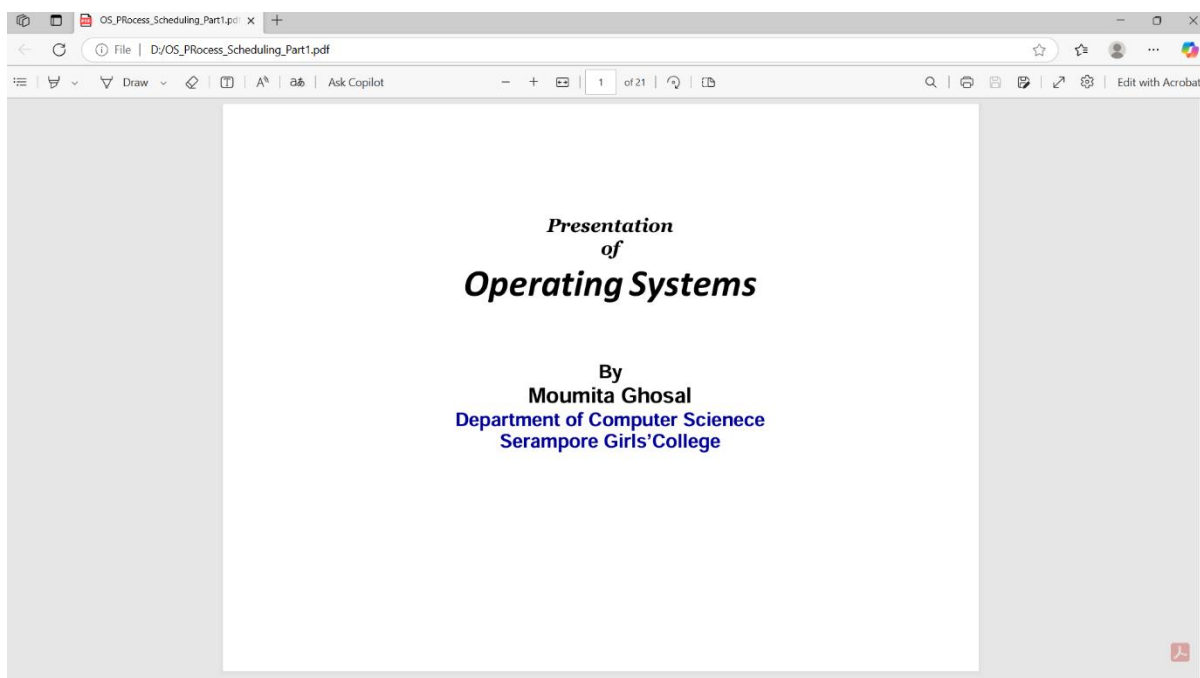 OS_PRocess_Scheduling_Part1.pd
File | D:/OS_PRocess_Scheduling_Part1.pdf
Draw
Ask Copilot
1 of 21
Edit with Acrobat
Presentation
of
Operating Systems
By
Moumita Ghosal
Department of Computer Scienece
Serampore Girls'College